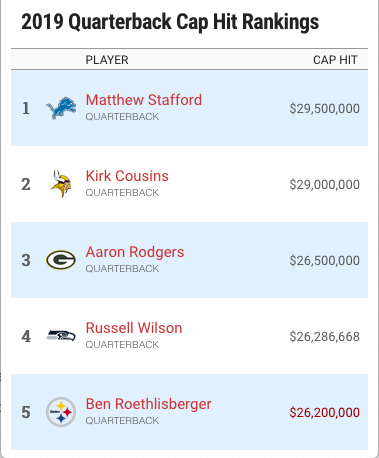 2019 Quarterback Cap Hit Rankings
PLAYER CAP HIT
1 Matthew Stafford $29,500,000
QUARTERBACK
2 Kirk Cousins $29,000,000
QUARTERBACK
3 Aaron Rodgers $26,500,000
QUARTERBACK
4 Russell Wilson $26,286,668
QUARTERBACK
5 Ben Roethlisberger $26,200,000
QUARTERBACK